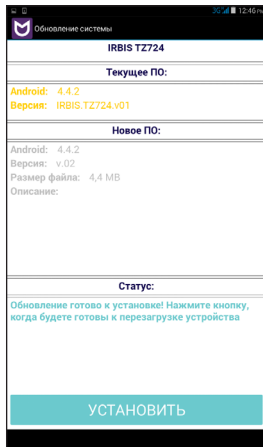 3G 12:46 PM
Обновление системы
IRBIS TZ724
Текущее ПО:
Android: 4.4.2
Версия: IRBIS.TZ724.v01
Новое ПО:
Android: 4.4.2
Версия: v.02
Размер файла: 4,4 MB
Описание:
Статус:
Обновление готово к установке! Нажмите кнопку,
когда будете готовы к перезагрузке устройства
УСТАНОВИТЬ